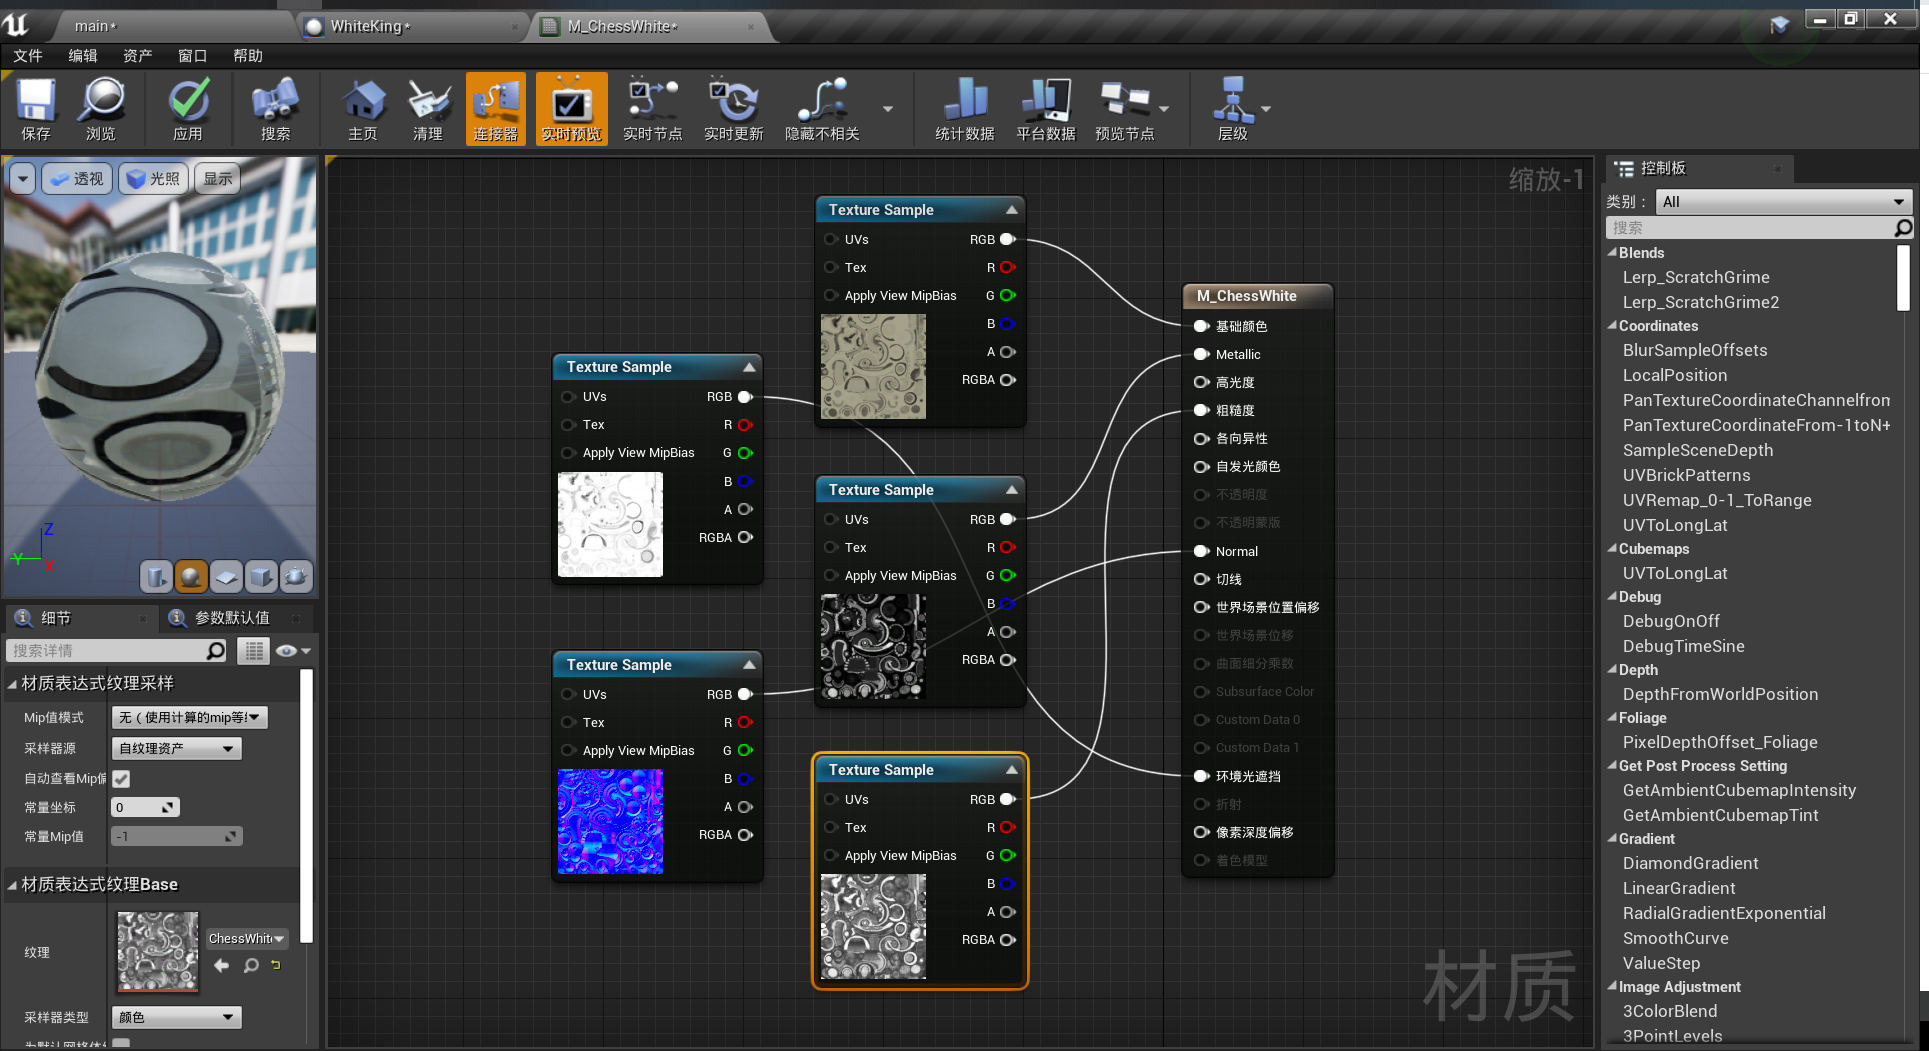 main*
WhiteKing*
M_ChessWhite*
文件 编辑 资产 窗口 帮助
保存 浏览 应用 搜索 主页 清理 连接器 实时预览 实时节点 实时更新 隐藏不相关 统计数据 平台数据 预览节点 层级
透视 光照 显示
Z
Y
X
细节 参数默认值
搜索详情
材质表达式纹理采样
Mip值模式 无（使用计算的mip等级
采样器源 自纹理资产
自动查看Mip偏
常量坐标 0
常量Mip值 -1
材质表达式纹理Base
纹理 ChessWhite
采样器类型 颜色
缩放-1
Texture Sample
UVs RGB
Tex R
Apply View MipBias G
B
A
RGBA
Texture Sample
UVs RGB
Tex R
Apply View MipBias G
B
A
RGBA
Texture Sample
UVs RGB
Tex R
Apply View MipBias G
B
A
RGBA
Texture Sample
UVs RGB
Tex R
Apply View MipBias G
B
A
RGBA
Texture Sample
UVs RGB
Tex R
Apply View MipBias G
B
A
RGBA
M_ChessWhite
基础颜色
Metallic
高光度
粗糙度
各向异性
自发光颜色
不透明度
不透明蒙版
Normal
切线
世界场景位置偏移
世界场景位移
曲面细分乘数
Subsurface Color
Custom Data 0
Custom Data 1
环境光遮挡
折射
像素深度偏移
着色模型
材质
控制板
类别： All
搜索
Blends
Lerp_ScratchGrime
Lerp_ScratchGrime2
Coordinates
BlurSampleOffsets
LocalPosition
PanTextureCoordinateChannelfron
PanTextureCoordinateFrom-1toN+
SampleSceneDepth
UVBrickPatterns
UVRemap_0-1_ToRange
UVToLongLat
Cubemaps
UVToLongLat
Debug
DebugOnOff
DebugTimeSine
Depth
DepthFromWorldPosition
Foliage
PixelDepthOffset_Foliage
Get Post Process Setting
GetAmbientCubemapIntensity
GetAmbientCubemapTint
Gradient
DiamondGradient
LinearGradient
RadialGradientExponential
SmoothCurve
ValueStep
Image Adjustment
3ColorBlend
3PointLevels